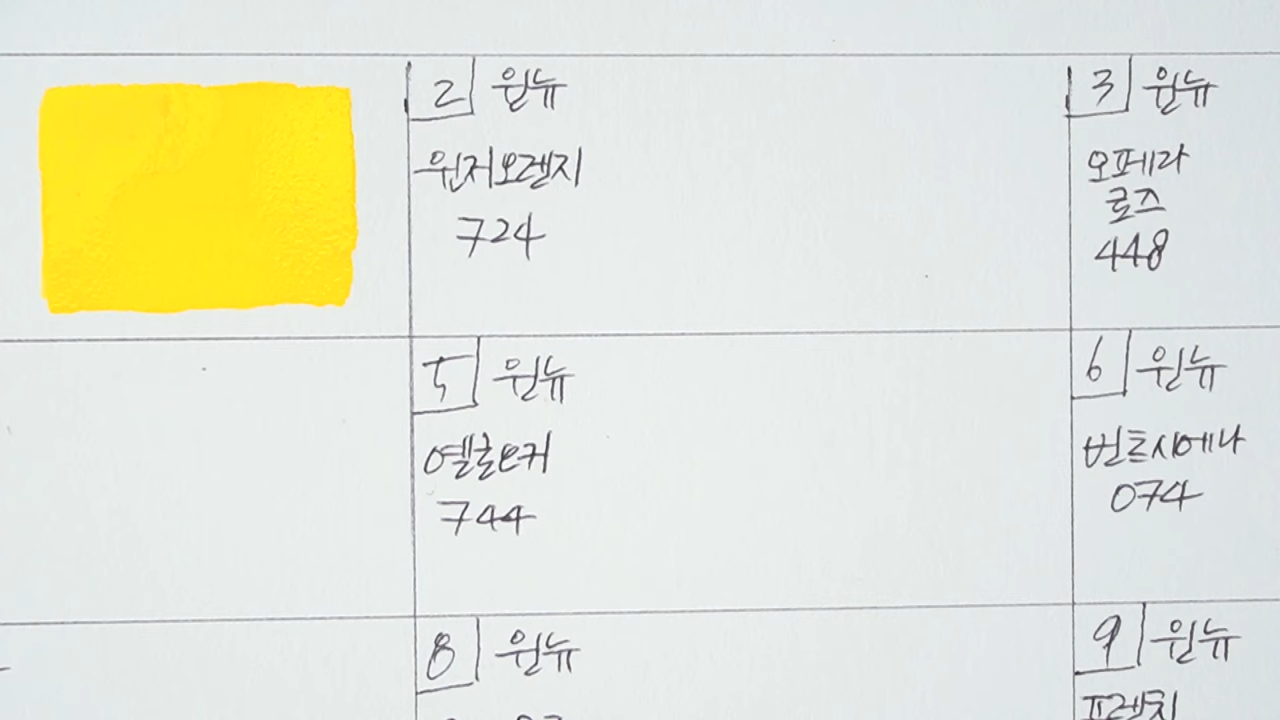 2 윈뉴
윈저오렌지
724
3 윈뉴
오페라
로즈
448
5 윈뉴
옐로오커
744
6 윈뉴
번트시에나
074
8 윈뉴
9 윈뉴
프렌치